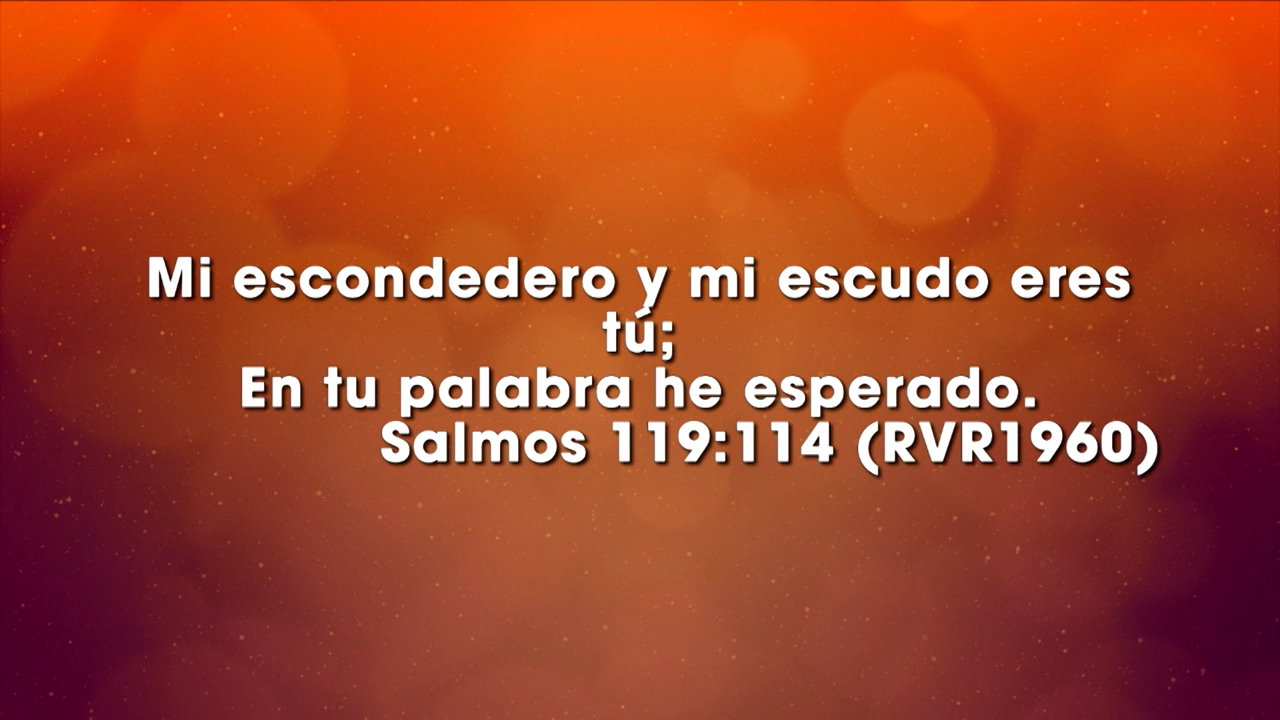 Mi escondedero y mi escudo eres
tú;
En tu palabra he esperado.
Salmos 119:114 (RVR1960)